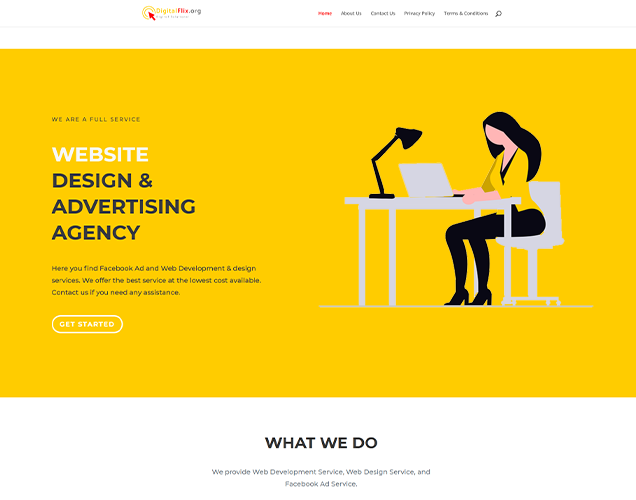 DigitalFlix.org
Home About Us Contact Us Privacy Policy Terms & Conditions
WE ARE A FULL SERVICE
WEBSITE
DESIGN &
ADVERTISING
AGENCY
Here you find Facebook Ad and Web Development & design
services. We offer the best service at the lowest cost available.
Contact us if you need any assistance.
GET STARTED
WHAT WE DO
We provide Web Development Service, Web Design Service, and
Facebook Ad Service.